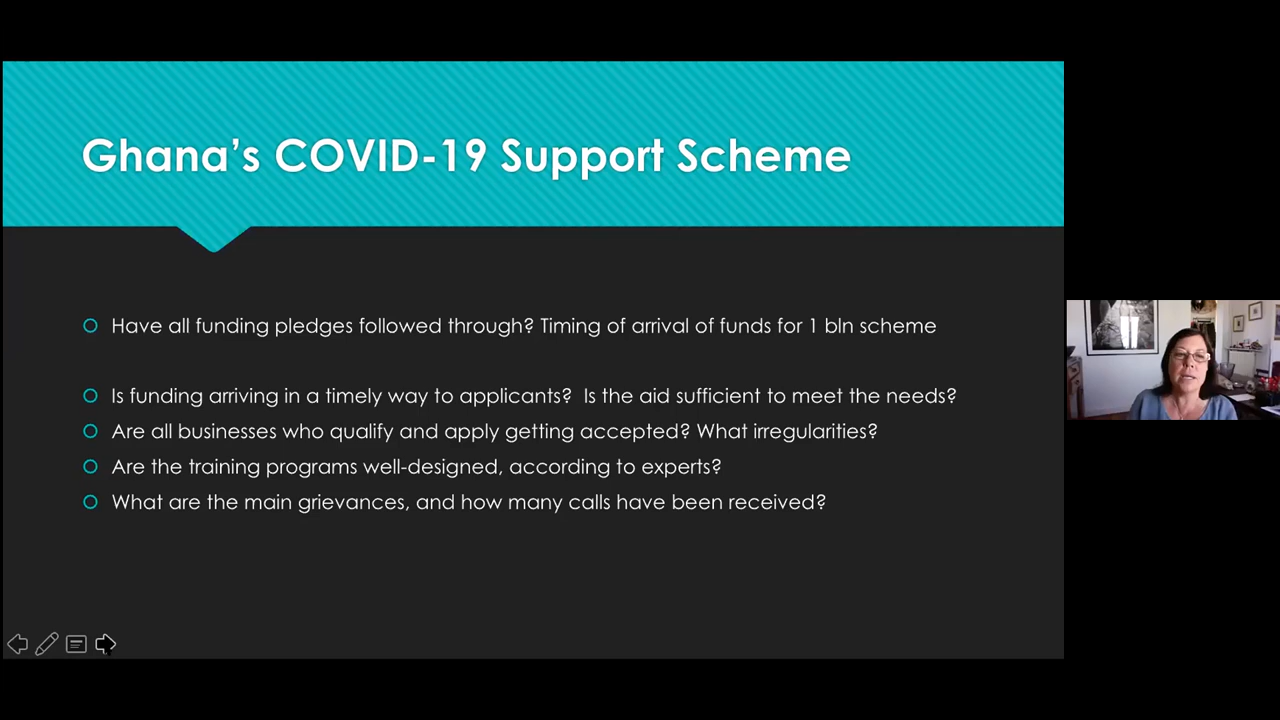 Ghana’s COVID-19 Support Scheme
Have all funding pledges followed through? Timing of arrival of funds for 1 bln scheme
Is funding arriving in a timely way to applicants?  Is the aid sufficient to meet the needs?
Are all businesses who qualify and apply getting accepted? What irregularities?
Are the training programs well-designed, according to experts?
What are the main grievances, and how many calls have been received?